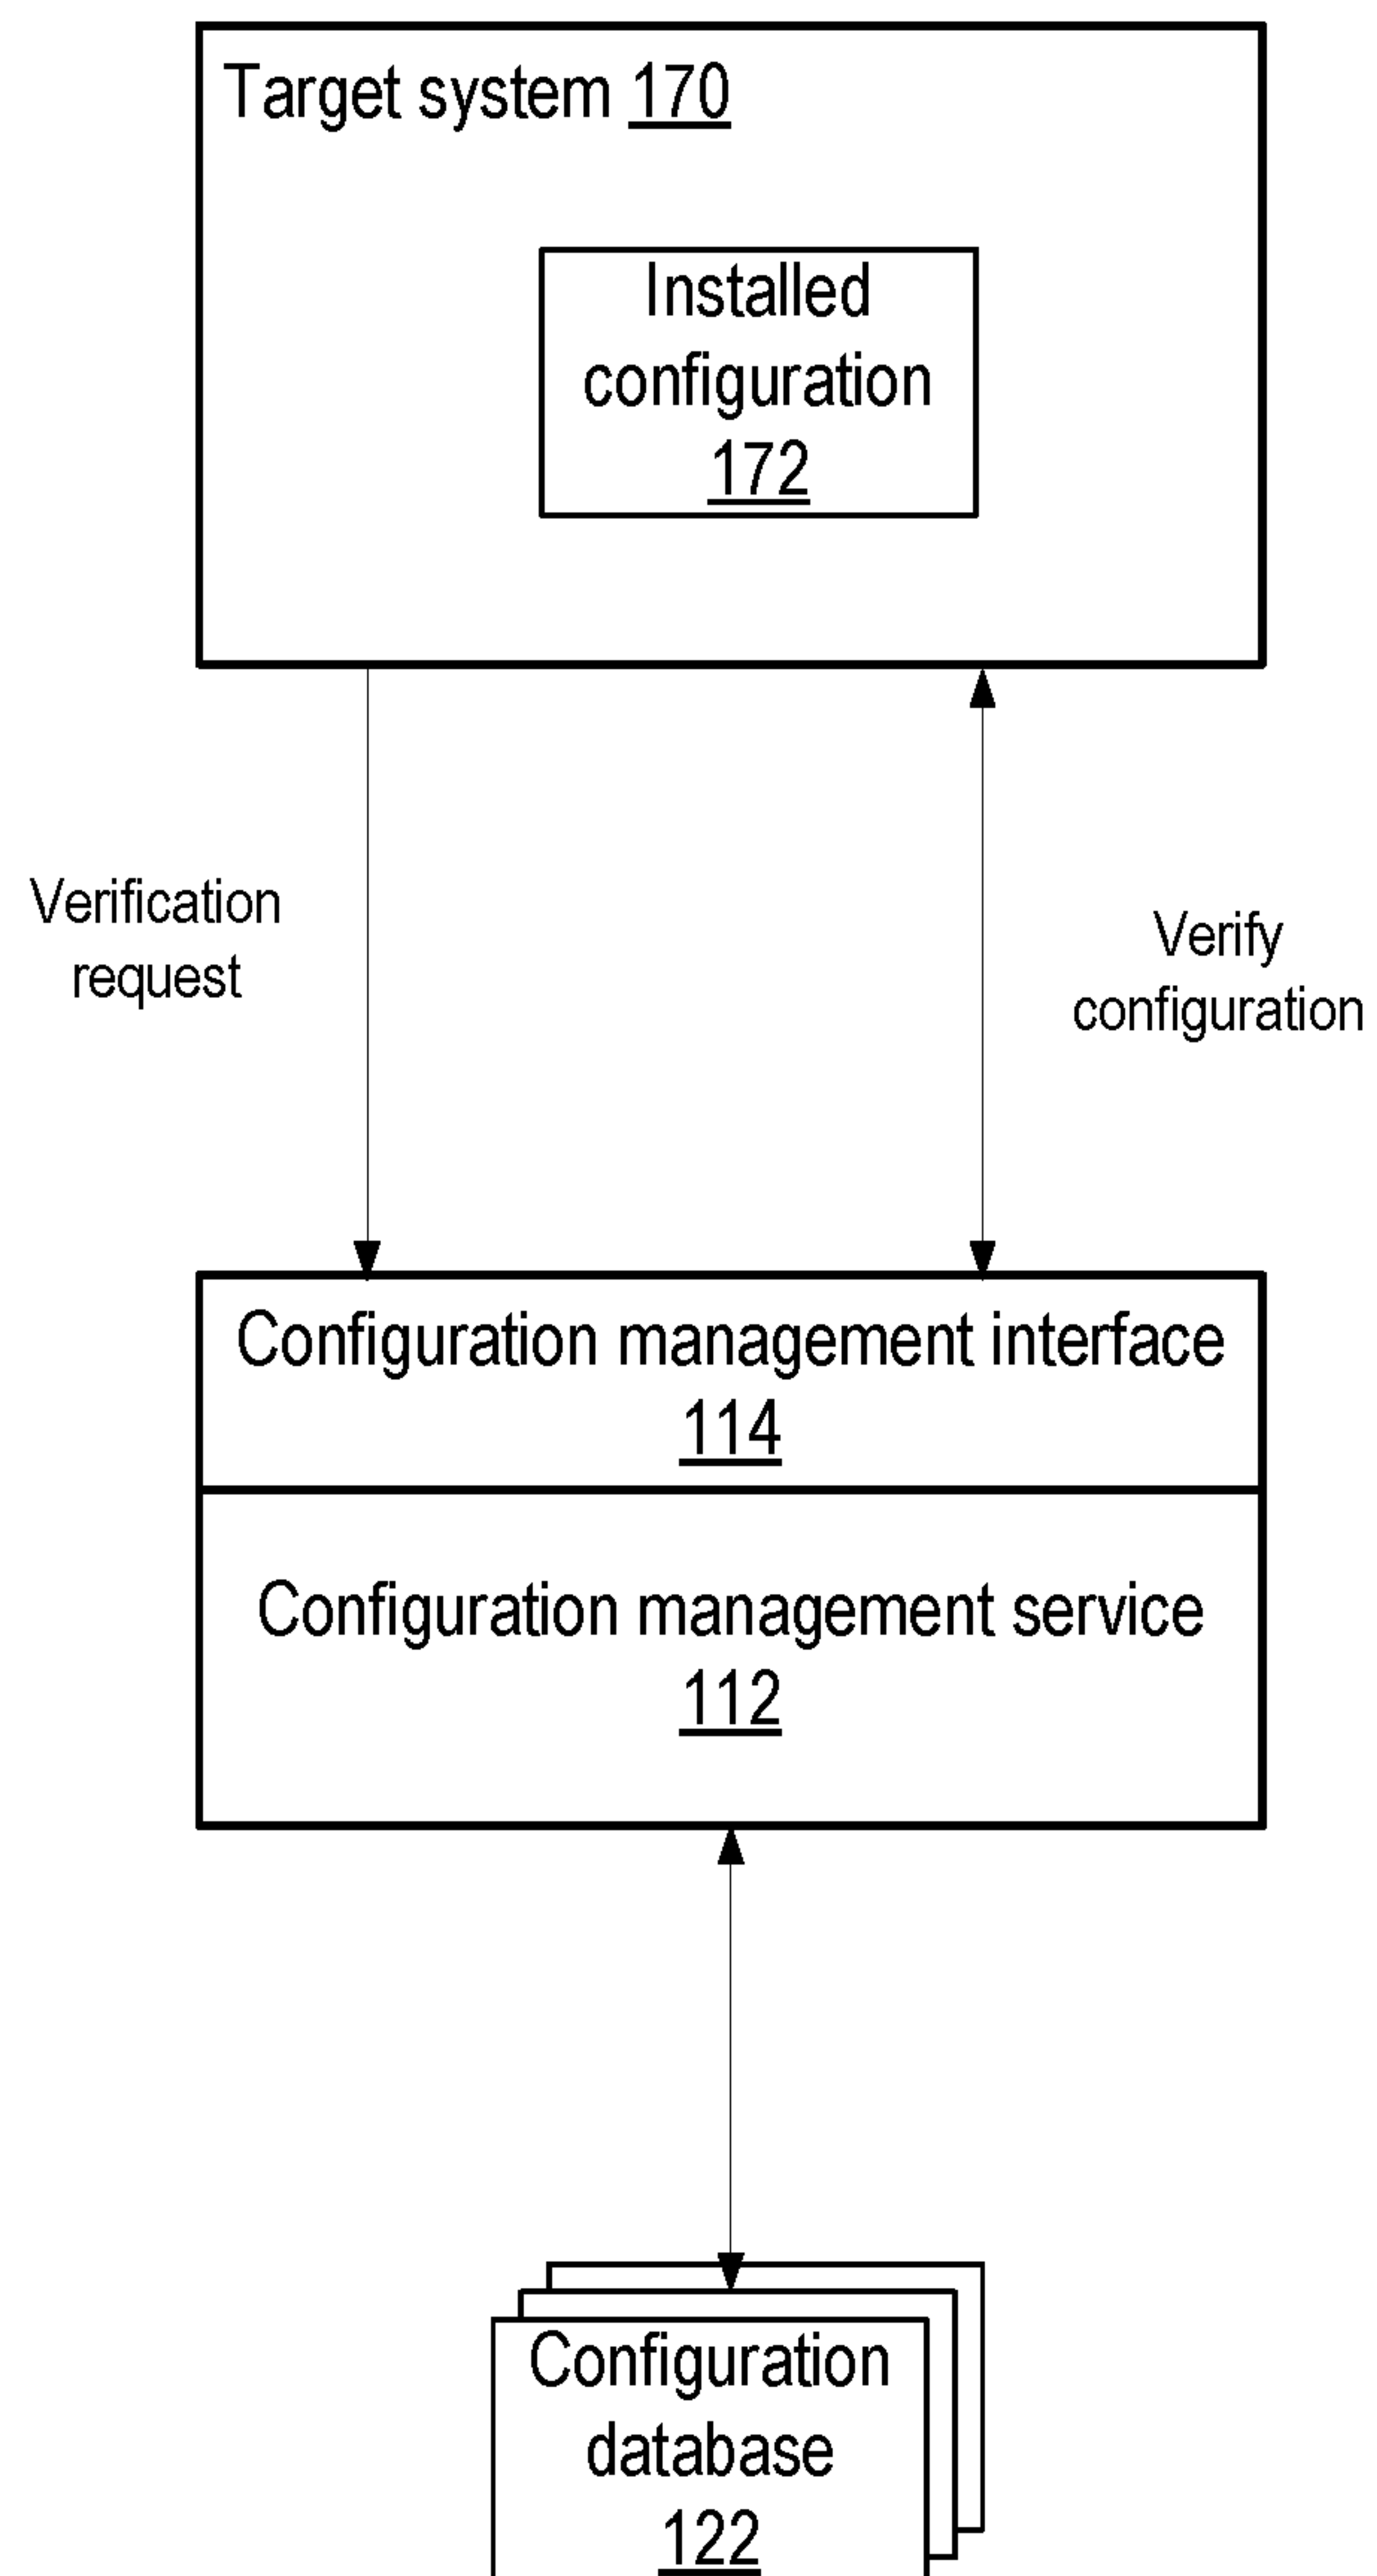 Target system 170
Installed
configuration
172
Verification
request
Verify
configuration
Configuration management interface
114
Configuration management service
112
Configuration
database
122